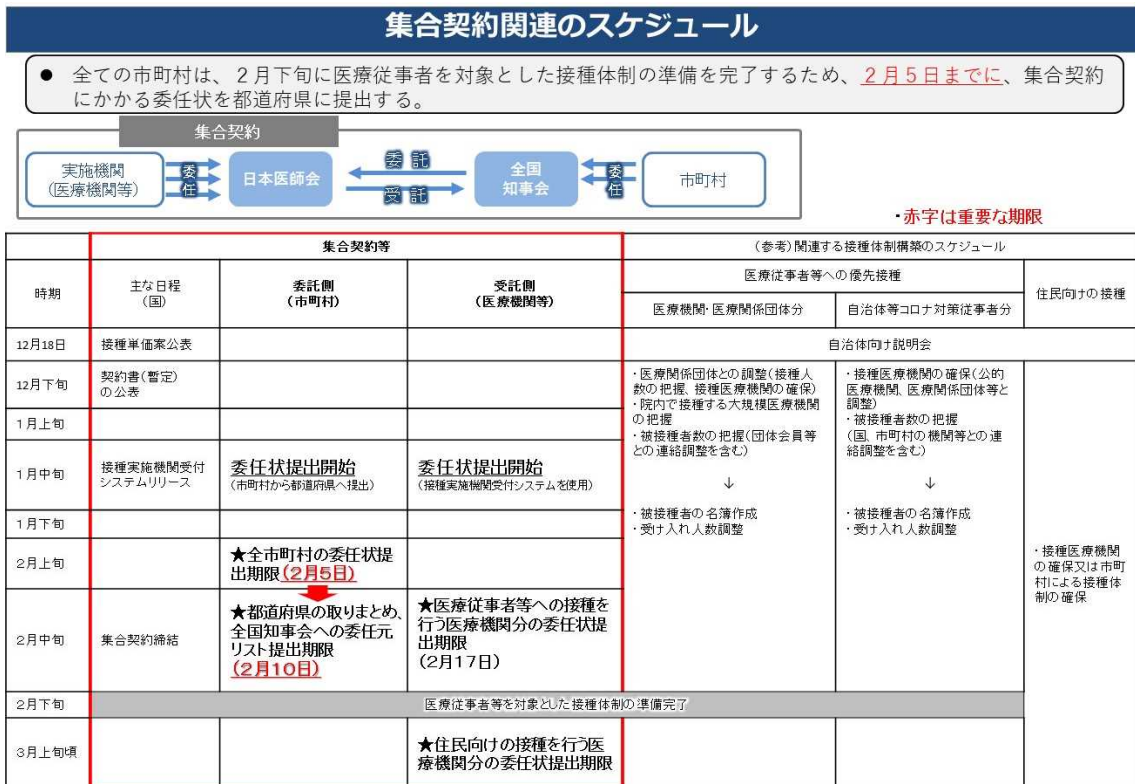 集合契約関連のスケジュール
● 全ての市町村は、２月下旬に医療従事者を対象とした接種体制の準備を完了するため、２月５日までに、集合契約
にかかる委任状を都道府県に提出する。
集合契約
実施機関
(医療機関等)
委任
日本医師会
委託
受託
全国
知事会
委任
市町村
・赤字は重要な期限
時期
集合契約等
(参考)関連する接種体制構築のスケジュール
主な日程
(国)
委託側
(市町村)
受託側
(医療機関等)
医療従事者等への優先接種
住民向けの接種
医療機関・医療関係団体分
自治体等コロナ対策従事者分
12月18日
接種単価案公表
自治体向け説明会
12月下旬
契約書(暫定)
の公表
・医療関係団体との調整(接種人
数の把握、接種医療機関の確保)
・院内で接種する大規模医療機関
の把握
・被接種者数の把握(団体会員等
との連絡調整を含む)
↓
・被接種者の名簿作成
・受け入れ人数調整
・接種医療機関の確保(公的
医療機関、医療関係団体等と
調整)
・被接種者数の把握
(国、市町村の機関等との連
絡調整を含む)
↓
・被接種者の名簿作成
・受け入れ人数調整
・接種医療機関
の確保又は市町
村による接種体
制の確保
1月上旬
1月中旬
接種実施機関受付
システムリリース
委任状提出開始
(市町村から都道府県へ提出)
委任状提出開始
(接種実施機関受付システムを使用)
1月下旬
2月上旬
★全市町村の委任状提
出期限(2月5日)
2月中旬
集合契約締結
★都道府県の取りまとめ、
全国知事会への委任元
リスト提出期限
(2月10日)
★医療従事者等への接種を
行う医療機関分の委任状提
出期限
(2月17日)
2月下旬
医療従事者等を対象とした接種体制の準備完了
3月上旬頃
★住民向けの接種を行う医
療機関分の委任状提出期限